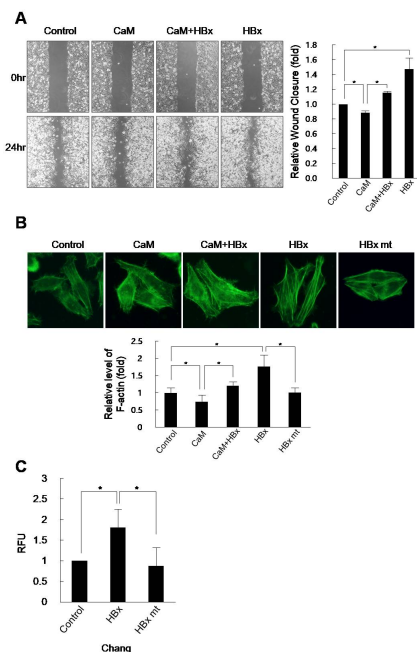 A
Control CaM CaM+HBx HBx
0hr
24hr
Relative Wound Closure (fold)
1.8
1.6
1.4
1.2
1.0
0.8
0.6
0.4
0.2
0
* * *
Control CaM CaM+HBx HBx
B
Control CaM CaM+HBx HBx HBx mt
Relative level of
F-actin (fold)
2.5
2
1.5
1
0.5
0
* * * *
Control CaM CaM+HBx HBx HBx mt
C
RFU
3
2.5
2
1.5
1
0.5
0
* *
Control HBx HBx mt
Chang